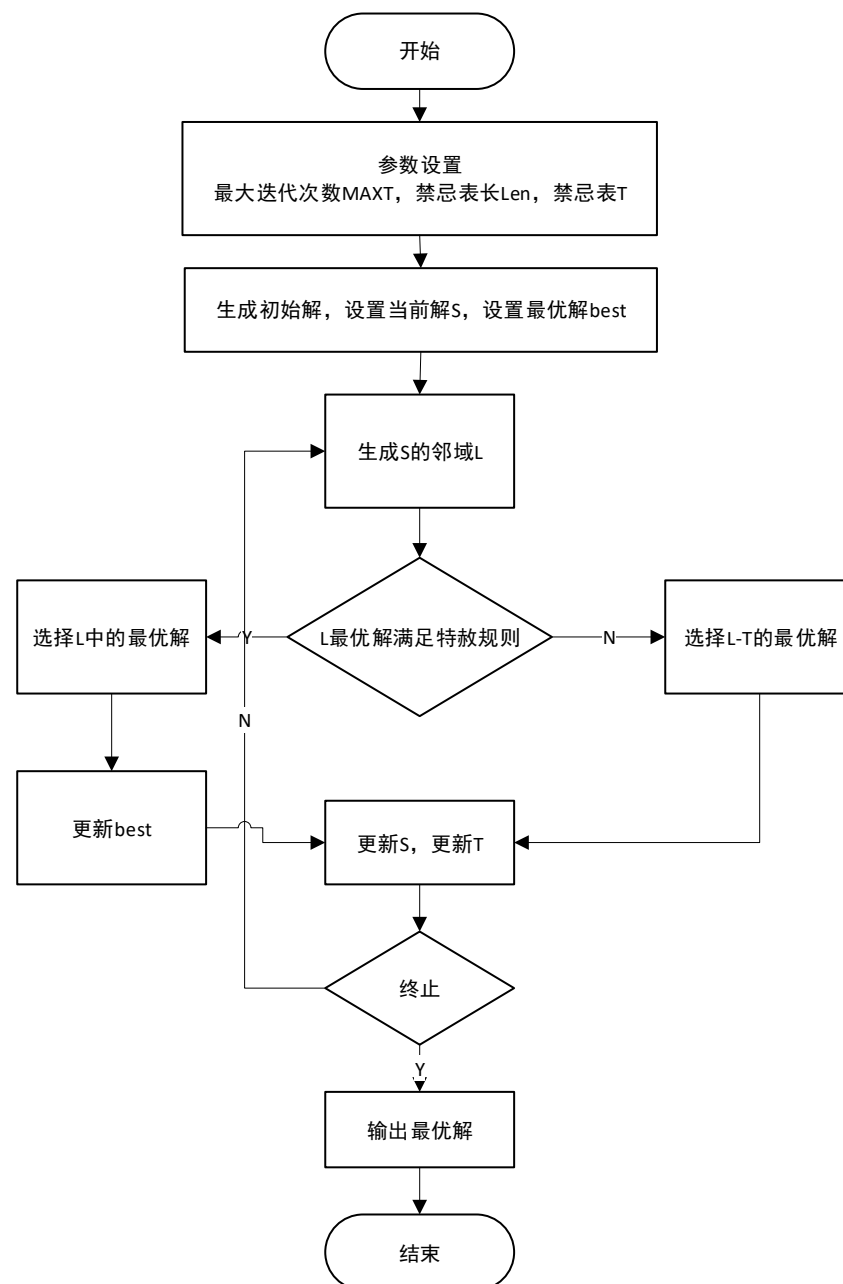 开始
参数设置
最大迭代次数MAXT，禁忌表长Len，禁忌表T
生成初始解，设置当前解S，设置最优解best
生成S的邻域L
选择L中的最优解
Y
L最优解满足特赦规则
N
选择L-T的最优解
N
更新best
更新S，更新T
终止
Y
输出最优解
结束